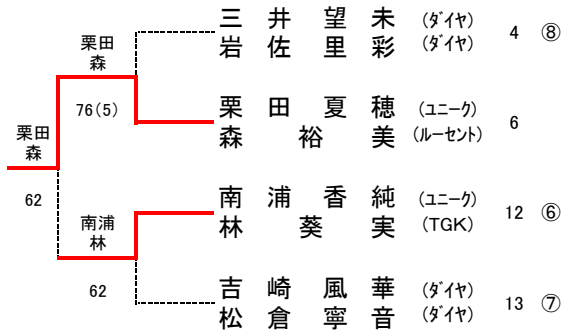 三井望未 (ダイヤ) 4 ⑧
岩佐里彩 (ダイヤ)
栗田
森
76(5)
栗田夏穂 (ユニーク) 6
森裕美 (ルーセント)
栗田
森
62
南浦香純 (ユニーク) 12 ⑥
林葵実 (TGK)
南浦
林
62
吉崎風華 (ダイヤ) 13 ⑦
松倉寧音 (ダイヤ)